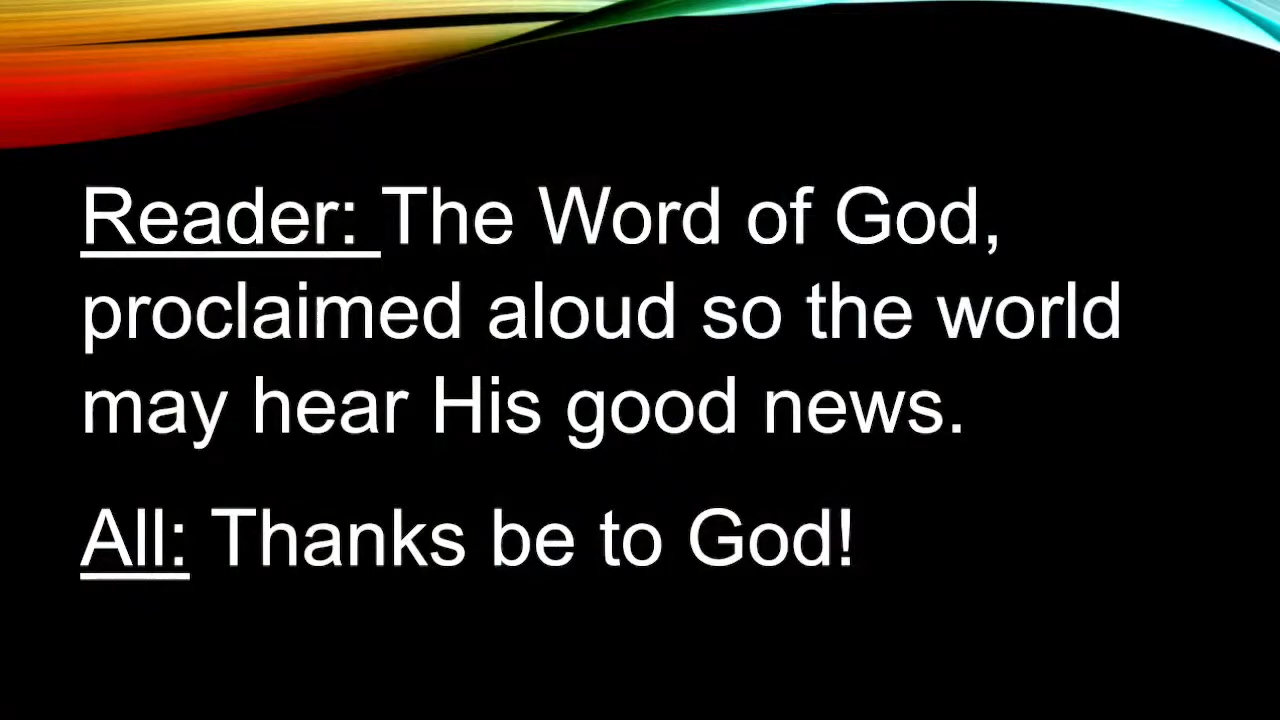 Reader: The Word of God,
proclaimed aloud so the world
may hear His good news.
All: Thanks be to God!